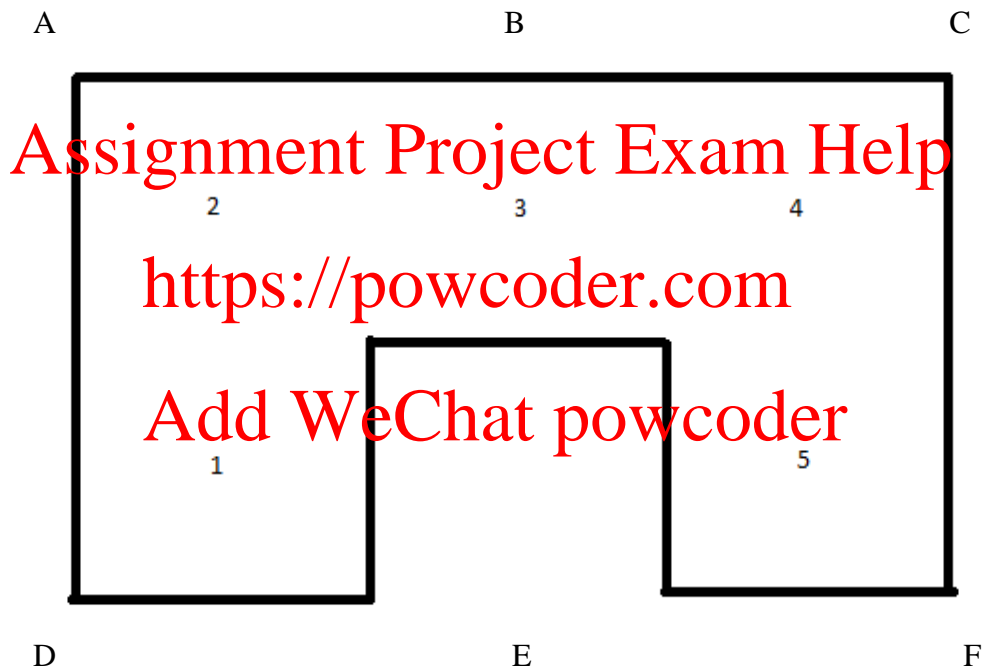 A B C
Assignment Project Exam Help
2 3 4
https://powcoder.com
Add WeChat powcoder
1 5
D E F